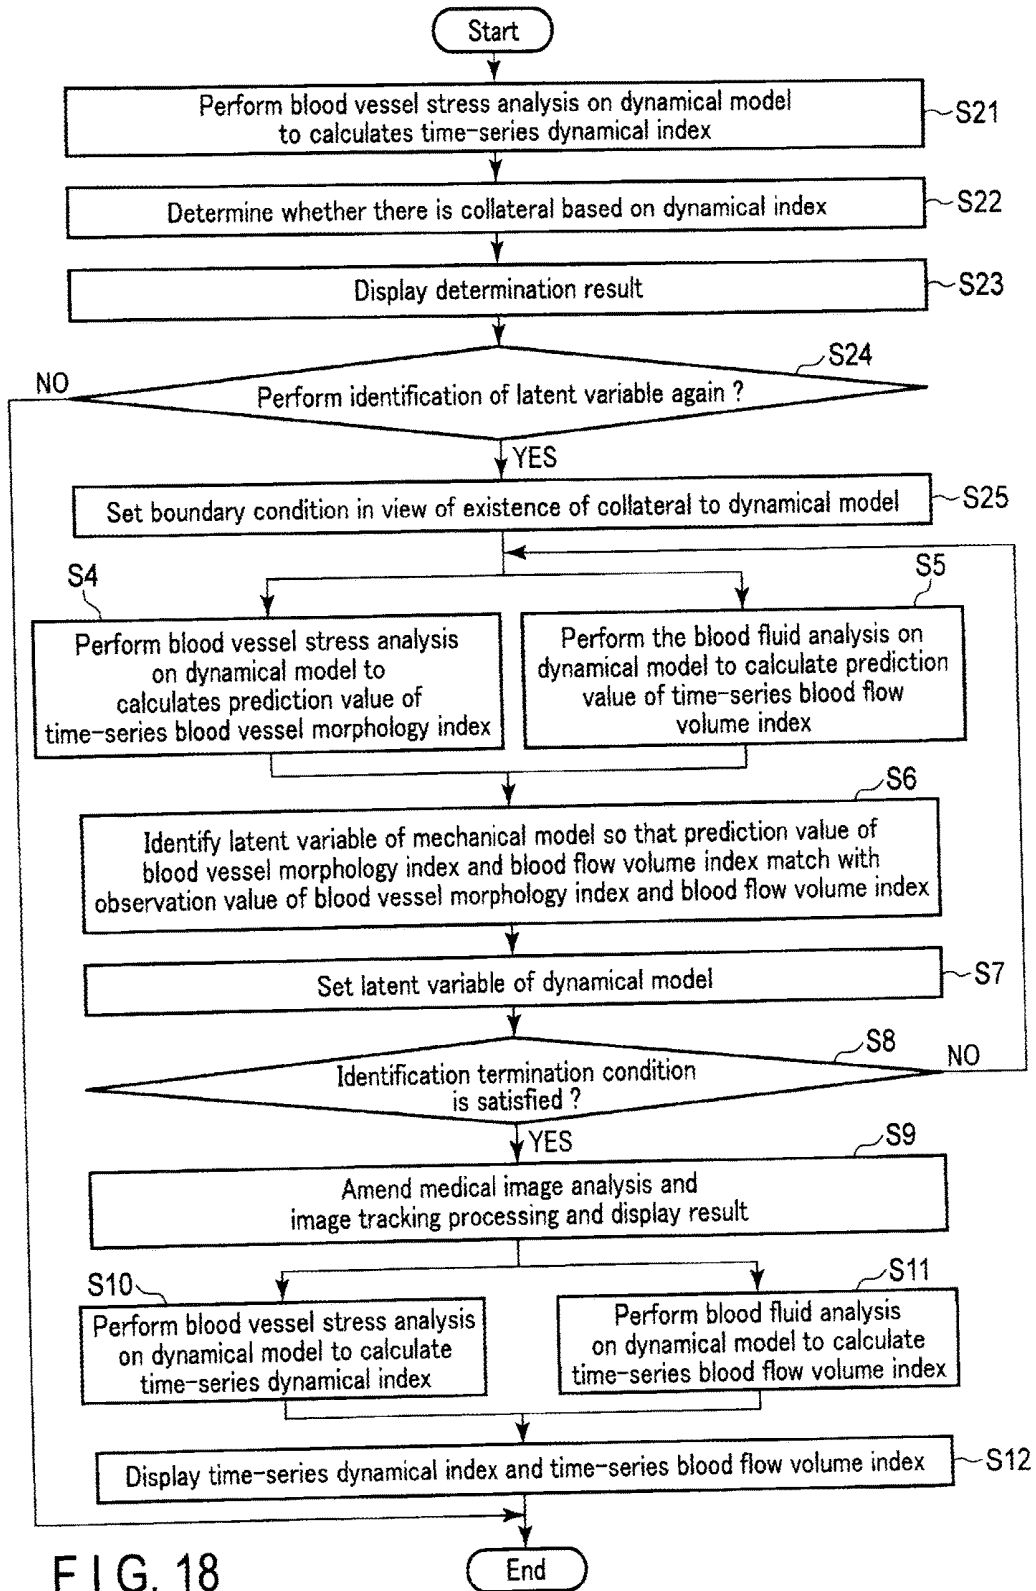 Start
Perform blood vessel stress analysis on dynamical model
to calculates time-series dynamical index
S21
Determine whether there is collateral based on dynamical index
S22
Display determination result
S23
S24
NO
Perform identification of latent variable again ?
YES
Set boundary condition in view of existence of collateral to dynamical model
S25
S4
S5
Perform blood vessel stress analysis
on dynamical model to
calculates prediction value of
time-series blood vessel morphology index
Perform the blood fluid analysis on
dynamical model to calculate prediction
value of time-series blood flow
volume index
S6
Identify latent variable of mechanical model so that prediction value of
blood vessel morphology index and blood flow volume index match with
observation value of blood vessel morphology index and blood flow volume index
Set latent variable of dynamical model
S7
S8
NO
Identification termination condition
is satisfied ?
YES
S9
Amend medical image analysis and
image tracking processing and display result
S10
S11
Perform blood vessel stress analysis
on dynamical model to calculate
time-series dynamical index
Perform blood fluid analysis
on dynamical model to calculate
time-series blood flow volume index
Display time-series dynamical index and time-series blood flow volume index
S12
End
F I G. 18